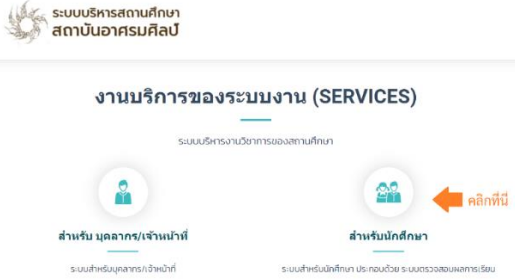 ระบบบริหารสถานศึกษา
สถาบันอาศรมศิลป์
งานบริการของระบบงาน (SERVICES)
ระบบบริหารงานวิชาการของสถานศึกษา
คลิกที่นี่
สำหรับ บุคลากร/เจ้าหน้าที่
สำหรับนักศึกษา
ระบบสำหรับบุคลากร/เจ้าหน้าที่
ระบบสำหรับนักศึกษา ประกอบด้วย ระบบตรวจสอบผลการเรียน